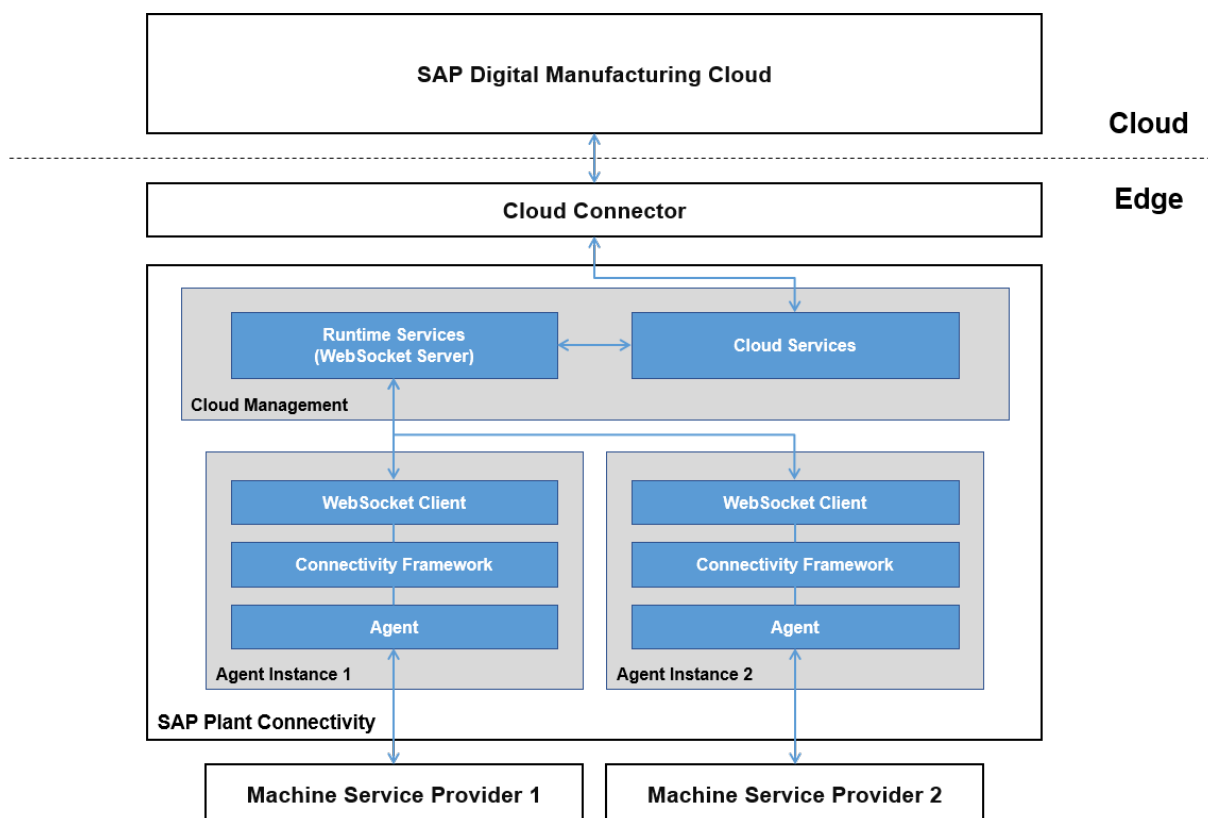 SAP Digital Manufacturing Cloud
Cloud
Edge
Cloud Connector
Runtime Services
(WebSocket Server)
Cloud Services
Cloud Management
WebSocket Client
Connectivity Framework
Agent
Agent Instance 1
WebSocket Client
Connectivity Framework
Agent
Agent Instance 2
SAP Plant Connectivity
Machine Service Provider 1
Machine Service Provider 2